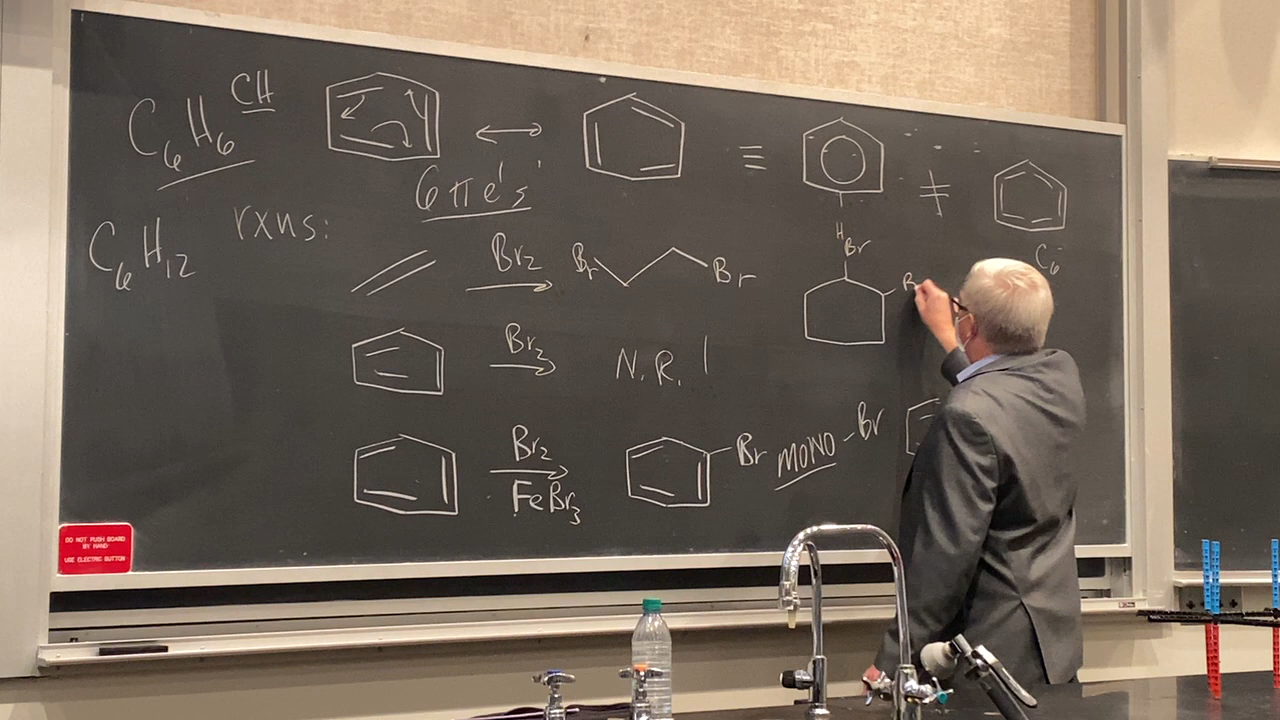 C6H6 CH ↔ ≡ ≠
6πe's'
H
C6
C6H12 rxns:
Br2 Br Br Br
Br2 N.R.!
Br2 Br MONO-Br
FeBr3
DO NOT PUSH BOARD
BY HAND
USE ELECTRIC BUTTON